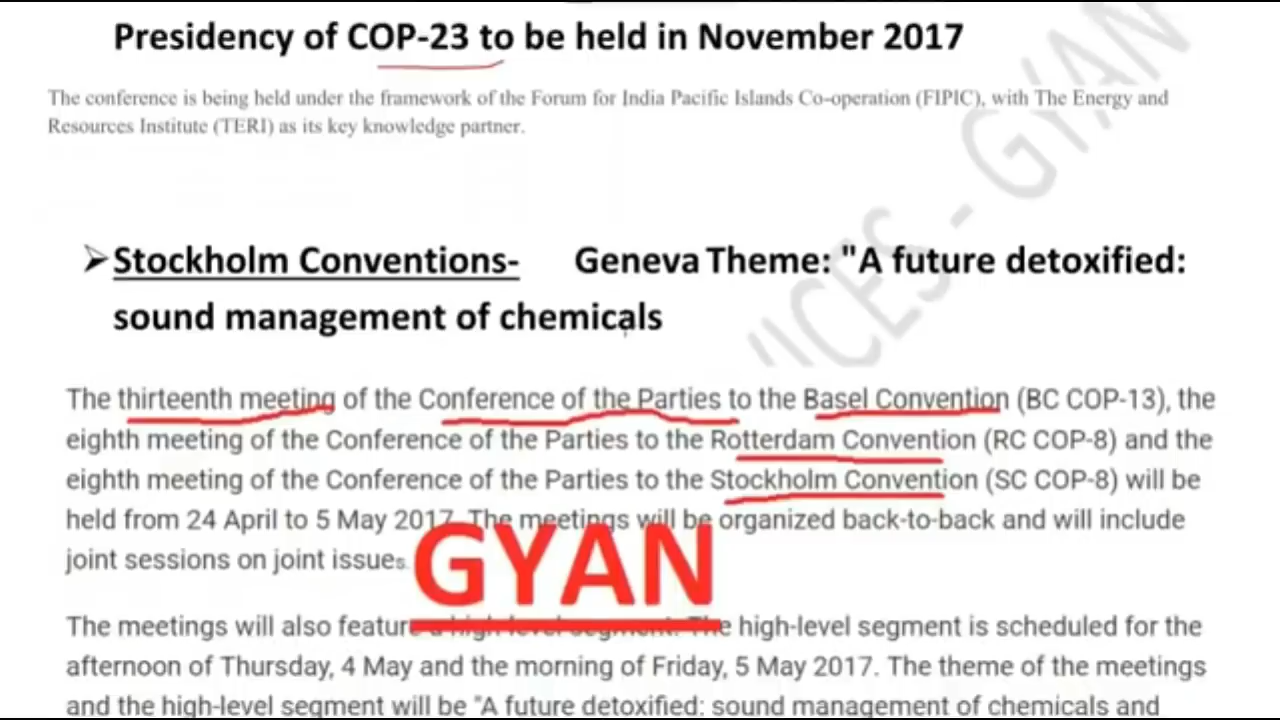 Presidency of COP-23 to be held in November 2017
The conference is being held under the framework of the Forum for India Pacific Islands Co-operation (FIPIC), with The Energy and
Resources Institute (TERI) as its key knowledge partner.
➢Stockholm Conventions- Geneva Theme: "A future detoxified:
sound management of chemicals
The thirteenth meeting of the Conference of the Parties to the Basel Convention (BC COP-13), the
eighth meeting of the Conference of the Parties to the Rotterdam Convention (RC COP-8) and the
eighth meeting of the Conference of the Parties to the Stockholm Convention (SC COP-8) will be
held from 24 April to 5 May 2017. The meetings will be organized back-to-back and will include
joint sessions on joint issues.
GYAN
The meetings will also feature a high-level segment. The high-level segment is scheduled for the
afternoon of Thursday, 4 May and the morning of Friday, 5 May 2017. The theme of the meetings
and the high-level segment will be "A future detoxified: sound management of chemicals and
- GYAN